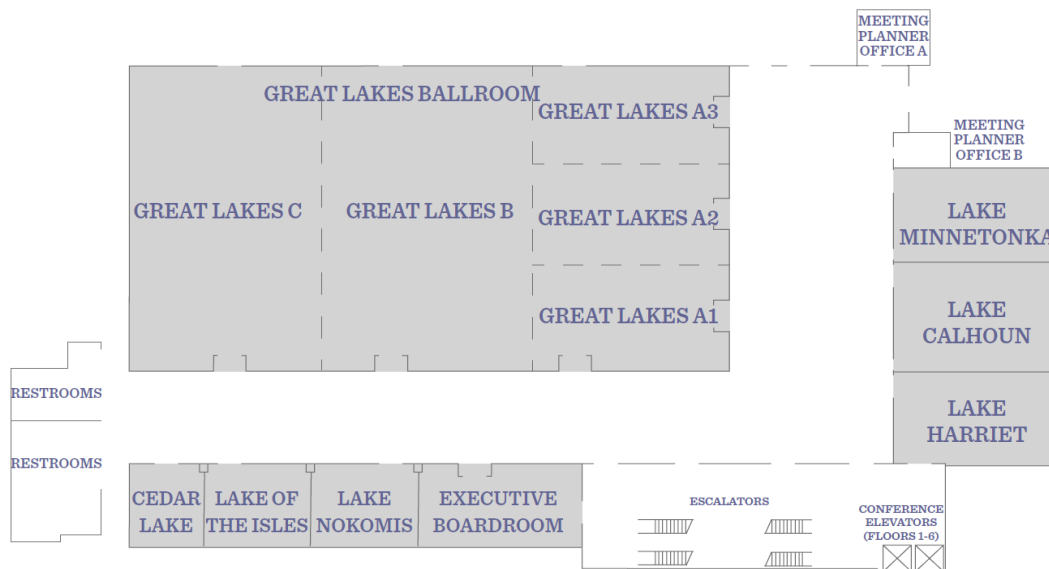 MEETING
PLANNER
OFFICE A
GREAT LAKES BALLROOM
GREAT LAKES A3
MEETING
PLANNER
OFFICE B
GREAT LAKES C
GREAT LAKES B
GREAT LAKES A2
LAKE
MINNETONKA
GREAT LAKES A1
LAKE
CALHOUN
RESTROOMS
LAKE
HARRIET
RESTROOMS
CEDAR
LAKE
LAKE OF
THE ISLES
LAKE
NOKOMIS
EXECUTIVE
BOARDROOM
ESCALATORS
CONFERENCE
ELEVATORS
(FLOORS 1-6)